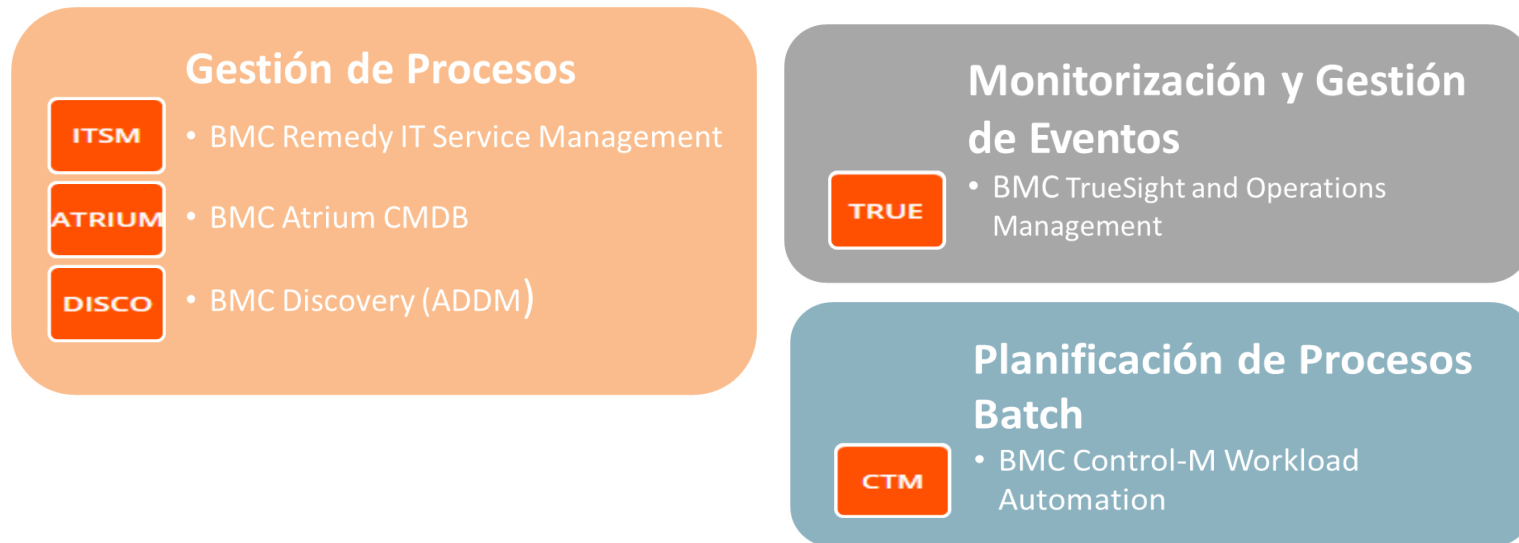 Gestión de Procesos
ITSM
• BMC Remedy IT Service Management
ATRIUM
• BMC Atrium CMDB
DISCO
• BMC Discovery (ADDM)
Monitorización y Gestión
de Eventos
TRUE
• BMC TrueSight and Operations
Management
Planificación de Procesos
Batch
CTM
• BMC Control-M Workload
Automation